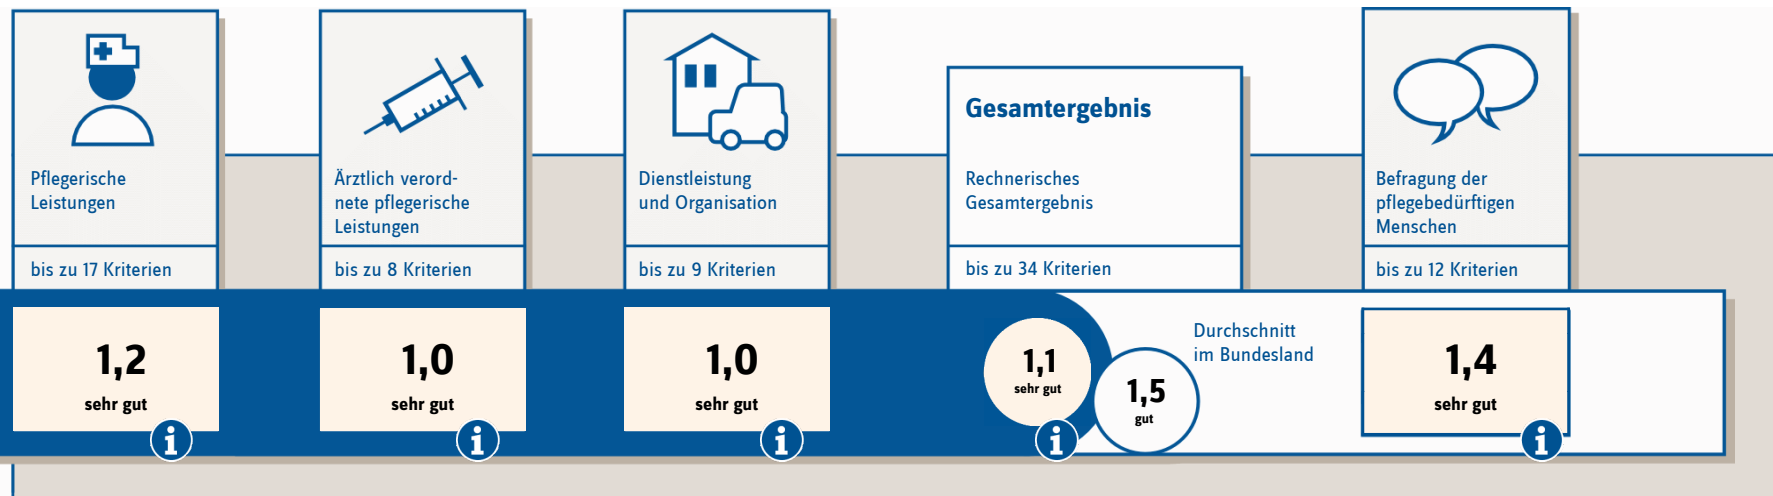 Pflegerische
Leistungen
bis zu 17 Kriterien
1,2
sehr gut
i
Ärztlich verord-
nete pflegerische
Leistungen
bis zu 8 Kriterien
1,0
sehr gut
i
Dienstleistung
und Organisation
bis zu 9 Kriterien
1,0
sehr gut
i
Gesamtergebnis
Rechnerisches
Gesamtergebnis
bis zu 34 Kriterien
1,1
sehr gut
i
1,5
gut
Durchschnitt
im Bundesland
Befragung der
pflegebedürftigen
Menschen
bis zu 12 Kriterien
1,4
sehr gut
i